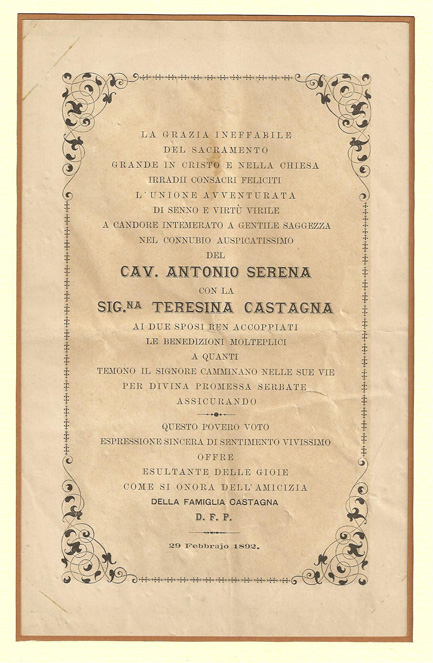 LA GRAZIA INEFFABILE
DEL SACRAMENTO
GRANDE IN CRISTO E NELLA CHIESA
IRRADII CONSACRI FELICITI
L'UNIONE AVVENTURATA
DI SENNO E VIRTÙ VIRILE
A CANDORE INTEMERATO A GENTILE SAGGEZZA
NEL CONNUBIO AUSPICATISSIMO
DEL
CAV. ANTONIO SERENA
CON LA
SIG.NA TERESINA CASTAGNA
AI DUE SPOSI BEN ACCOPPIATI
LE BENEDIZIONI MOLTEPLICI
A QUANTI
TEMONO IL SIGNORE CAMMINANO NELLE SUE VIE
PER DIVINA PROMESSA SERBATE
ASSICURANDO
QUESTO POVERO VOTO
ESPRESSIONE SINCERA DI SENTIMENTO VIVISSIMO
OFFRE
ESULTANTE DELLE GIOIE
COME SI ONORA DELL'AMICIZIA
DELLA FAMIGLIA CASTAGNA
D. F. P.
29 Febbrajo 1892.